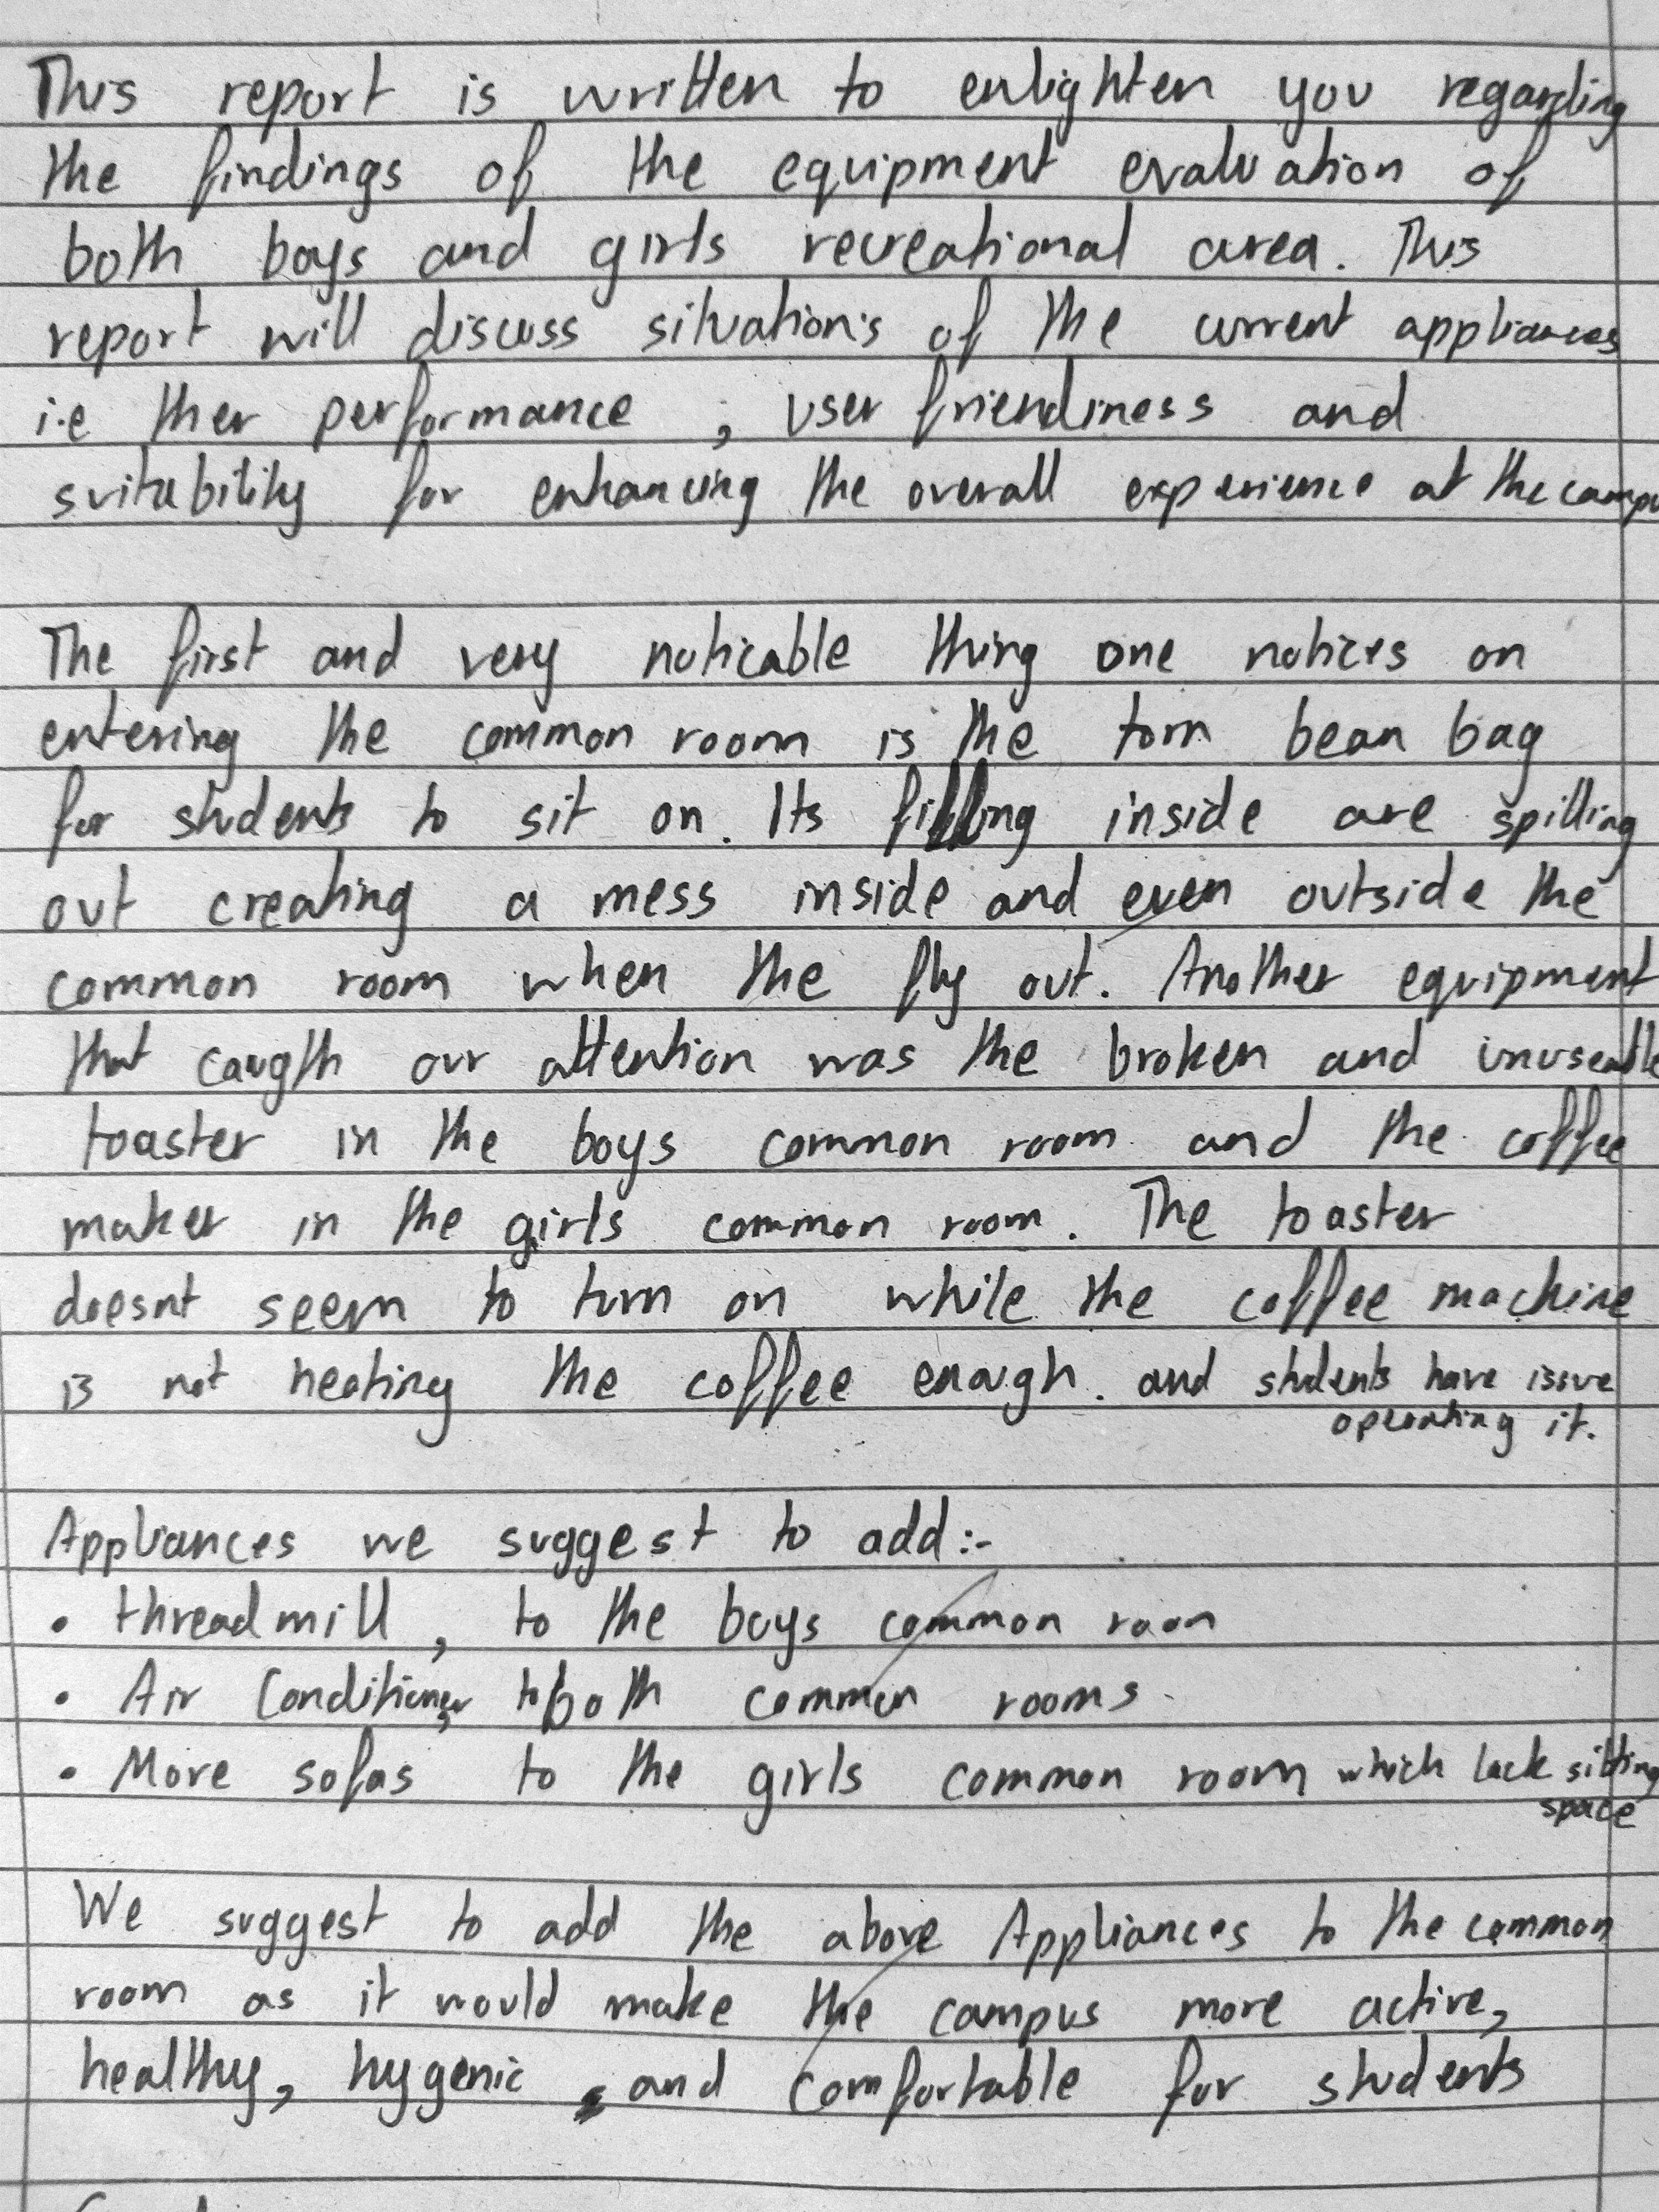 This report is written to enlighten you regarding
the findings of the equipment evaluation of
both boys and girls recreational area. This
report will discuss situations of the current appliances
i.e ther performance , user friendliness and
suitability for enhancing the overall experience at the campu
The first and very noticable thing one notices on
entering the common room is the torn bean bag
for students to sit on. Its filling inside are spilling
out creating a mess inside and even outside the
common room when the fly out. Another equipment
that caugth our attention was the broken and unuseable
toaster in the boys common room and the coffee
maker in the girls common room. The toaster
doesnt seem to turn on while the coffee machine
is not heating the coffee enough. and students have issue
operating it.
Appliances we suggest to add:-
• threadmill, to the boys common room
• Air Conditioner, to both common rooms.
• More sofas to the girls common room which lack sitting
space
We suggest to add the above Appliances to the common
room as it would make the campus more active,
healthy, hygenic, and comfortable for students